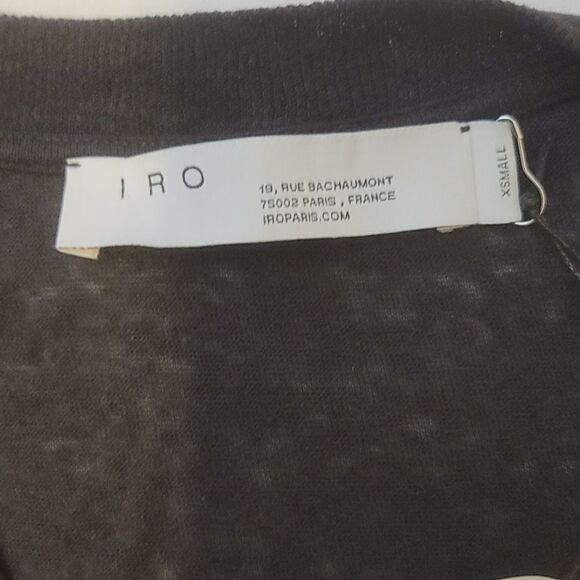 IRO
19, RUE BACHAUMONT
75002 PARIS , FRANCE
IROPARIS.COM
XSMALL